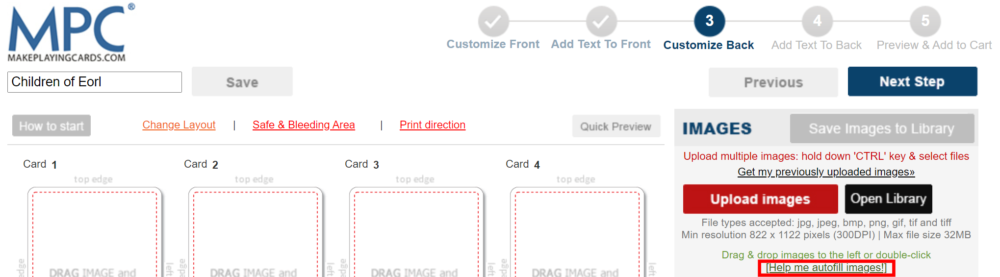 MPC®
MAKEPLAYINGCARDS.COM
3 4 5
Customize Front Add Text To Front Customize Back Add Text To Back Preview & Add to Cart
Children of Eorl Save Previous Next Step
How to start Change Layout | Safe & Bleeding Area | Print direction Quick Preview
IMAGES Save Images to Library
Upload multiple images: hold down 'CTRL' key & select files
Get my previously uploaded images»
Upload images Open Library
File types accepted: jpg, jpeg, bmp, png, gif, tif and tiff
Min resolution 822 x 1122 pixels (300DPI) | Max file size 32MB
Drag & drop images to the left or double-click
[Help me autofill images!]
Card 1 Card 2 Card 3 Card 4
top edge top edge top edge top edge
left edge left edge left edge left
DRAG IMAGE and DRAG IMAGE and DRAG IMAGE and DRAG IMAGE and